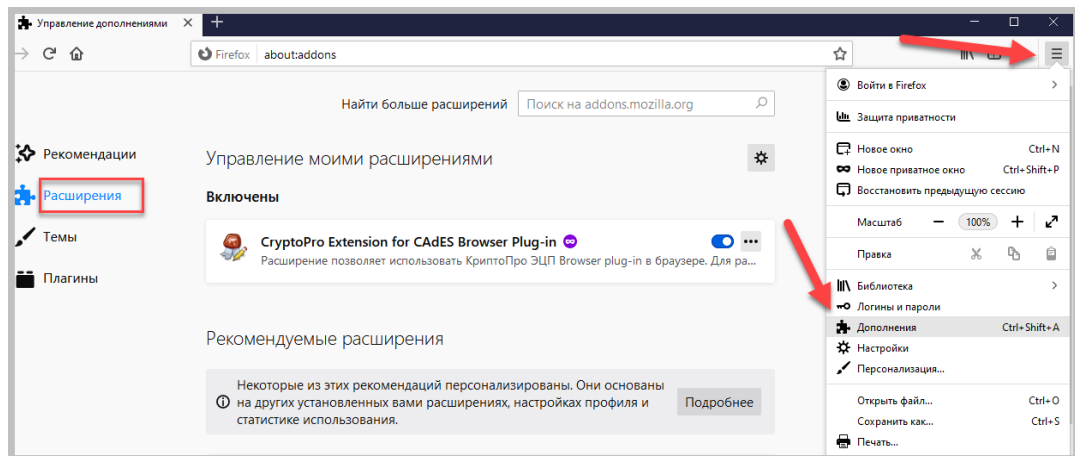 Управление дополнениями
Firefox about:addons
Найти больше расширений Поиск на addons.mozilla.org
Рекомендации
Расширения
Темы
Плагины
Управление моими расширениями
Включены
CryptoPro Extension for CAdES Browser Plug-in
Расширение позволяет использовать КриптоПро ЭЦП Browser plug-in в браузере. Для ра...
Рекомендуемые расширения
Некоторые из этих рекомендаций персонализированы. Они основаны
на других установленных вами расширениях, настройках профиля и
статистике использования.
Подробнее
Войти в Firefox
Защита приватности
Новое окно Ctrl+N
Новое приватное окно Ctrl+Shift+P
Восстановить предыдущую сессию
Масштаб 100%
Правка
Библиотека
Логины и пароли
Дополнения Ctrl+Shift+A
Настройки
Персонализация...
Открыть файл... Ctrl+O
Сохранить как... Ctrl+S
Печать...